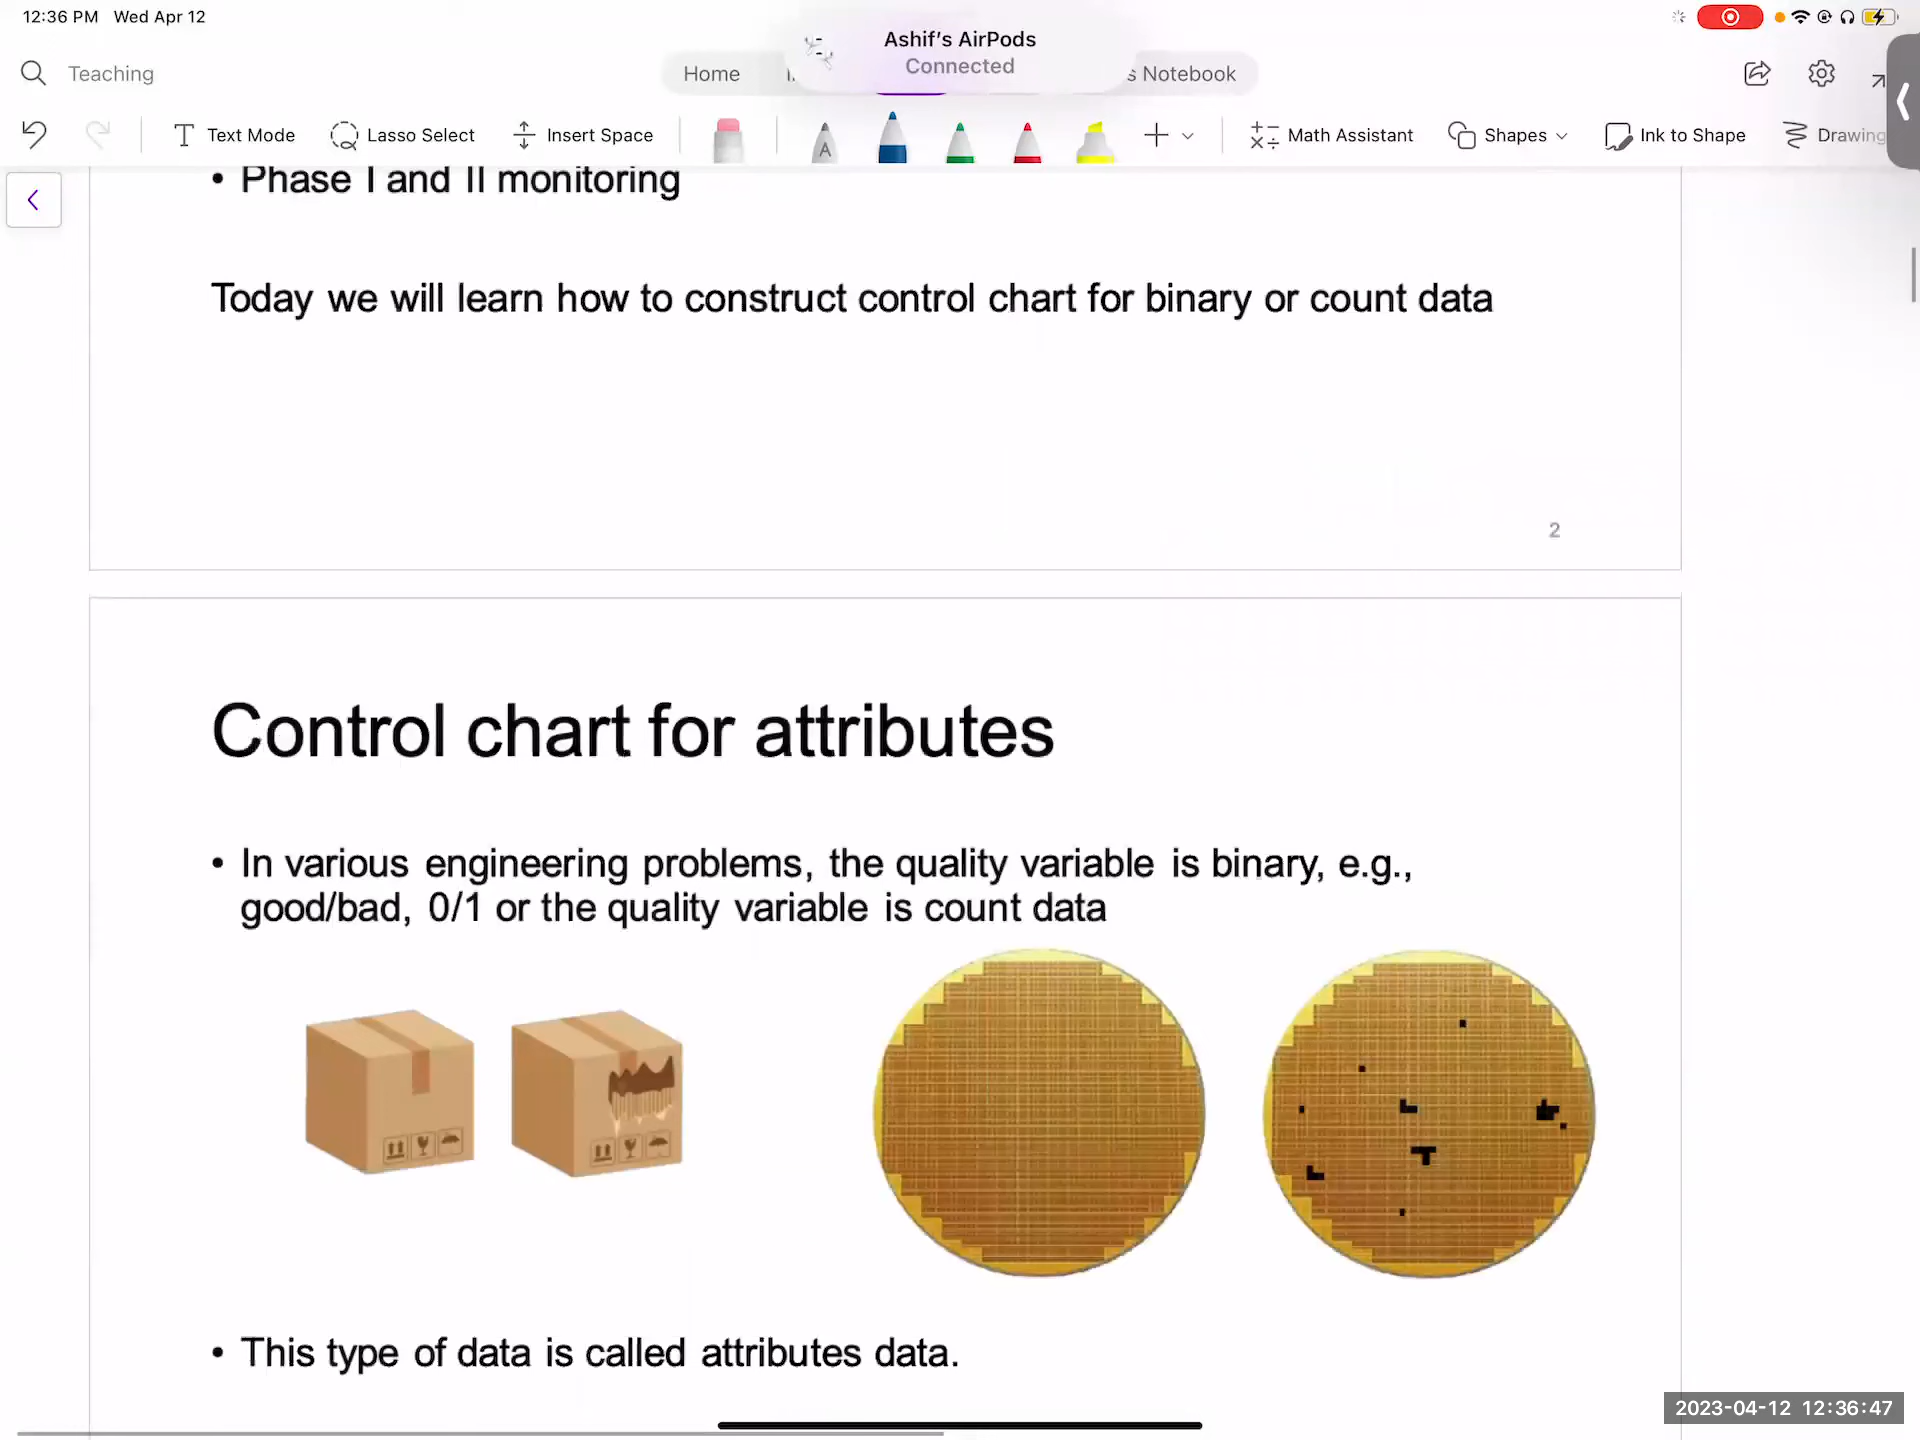 12:36 PM Wed Apr 12
Ashif's AirPods
Connected
Teaching
Home
s Notebook
Text Mode
Lasso Select
Insert Space
A
Math Assistant
Shapes
Ink to Shape
Drawing
• Phase I and II monitoring
Today we will learn how to construct control chart for binary or count data
2
Control chart for attributes
• In various engineering problems, the quality variable is binary, e.g.,
good/bad, 0/1 or the quality variable is count data
• This type of data is called attributes data.
2023-04-12 12:36:47